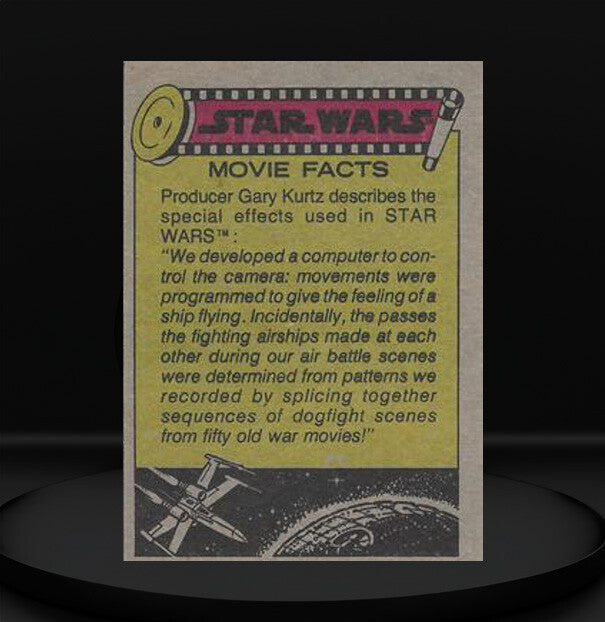 STAR WARS
MOVIE FACTS
Producer Gary Kurtz describes the
special effects used in STAR
WARS™:
"We developed a computer to con-
trol the camera: movements were
programmed to give the feeling of a
ship flying. Incidentally, the passes
the fighting airships made at each
other during our air battle scenes
were determined from patterns we
recorded by splicing together
sequences of dogfight scenes
from fifty old war movies!"